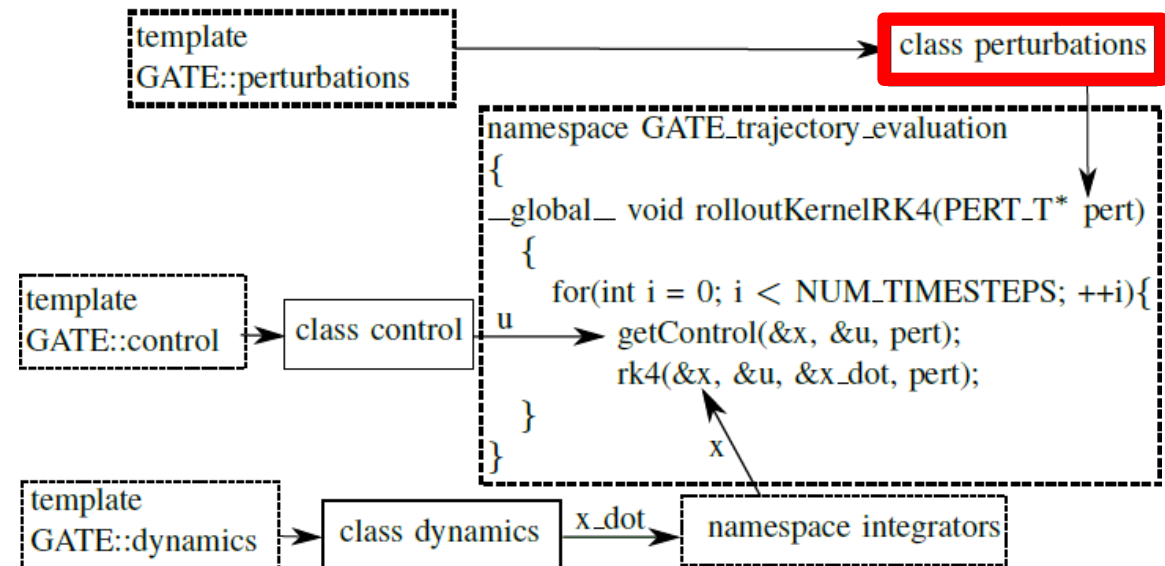 template
GATE::perturbations
class perturbations
namespace GATE_trajectory_evaluation
{
_global_ void rolloutKernelRK4(PERT_T* pert)
{
for(int i = 0; i < NUM_TIMESTEPS; ++i){
template
GATE::control
class control
u
getControl(&x, &u, pert);
rk4(&x, &u, &x_dot, pert);
}
}
x
template
GATE::dynamics
class dynamics
x_dot
namespace integrators